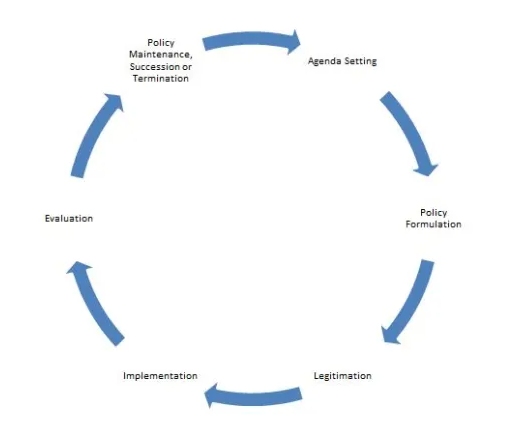 Policy
Maintenance,
Succession or
Termination
Agenda Setting
Policy
Formulation
Legitimation
Implementation
Evaluation